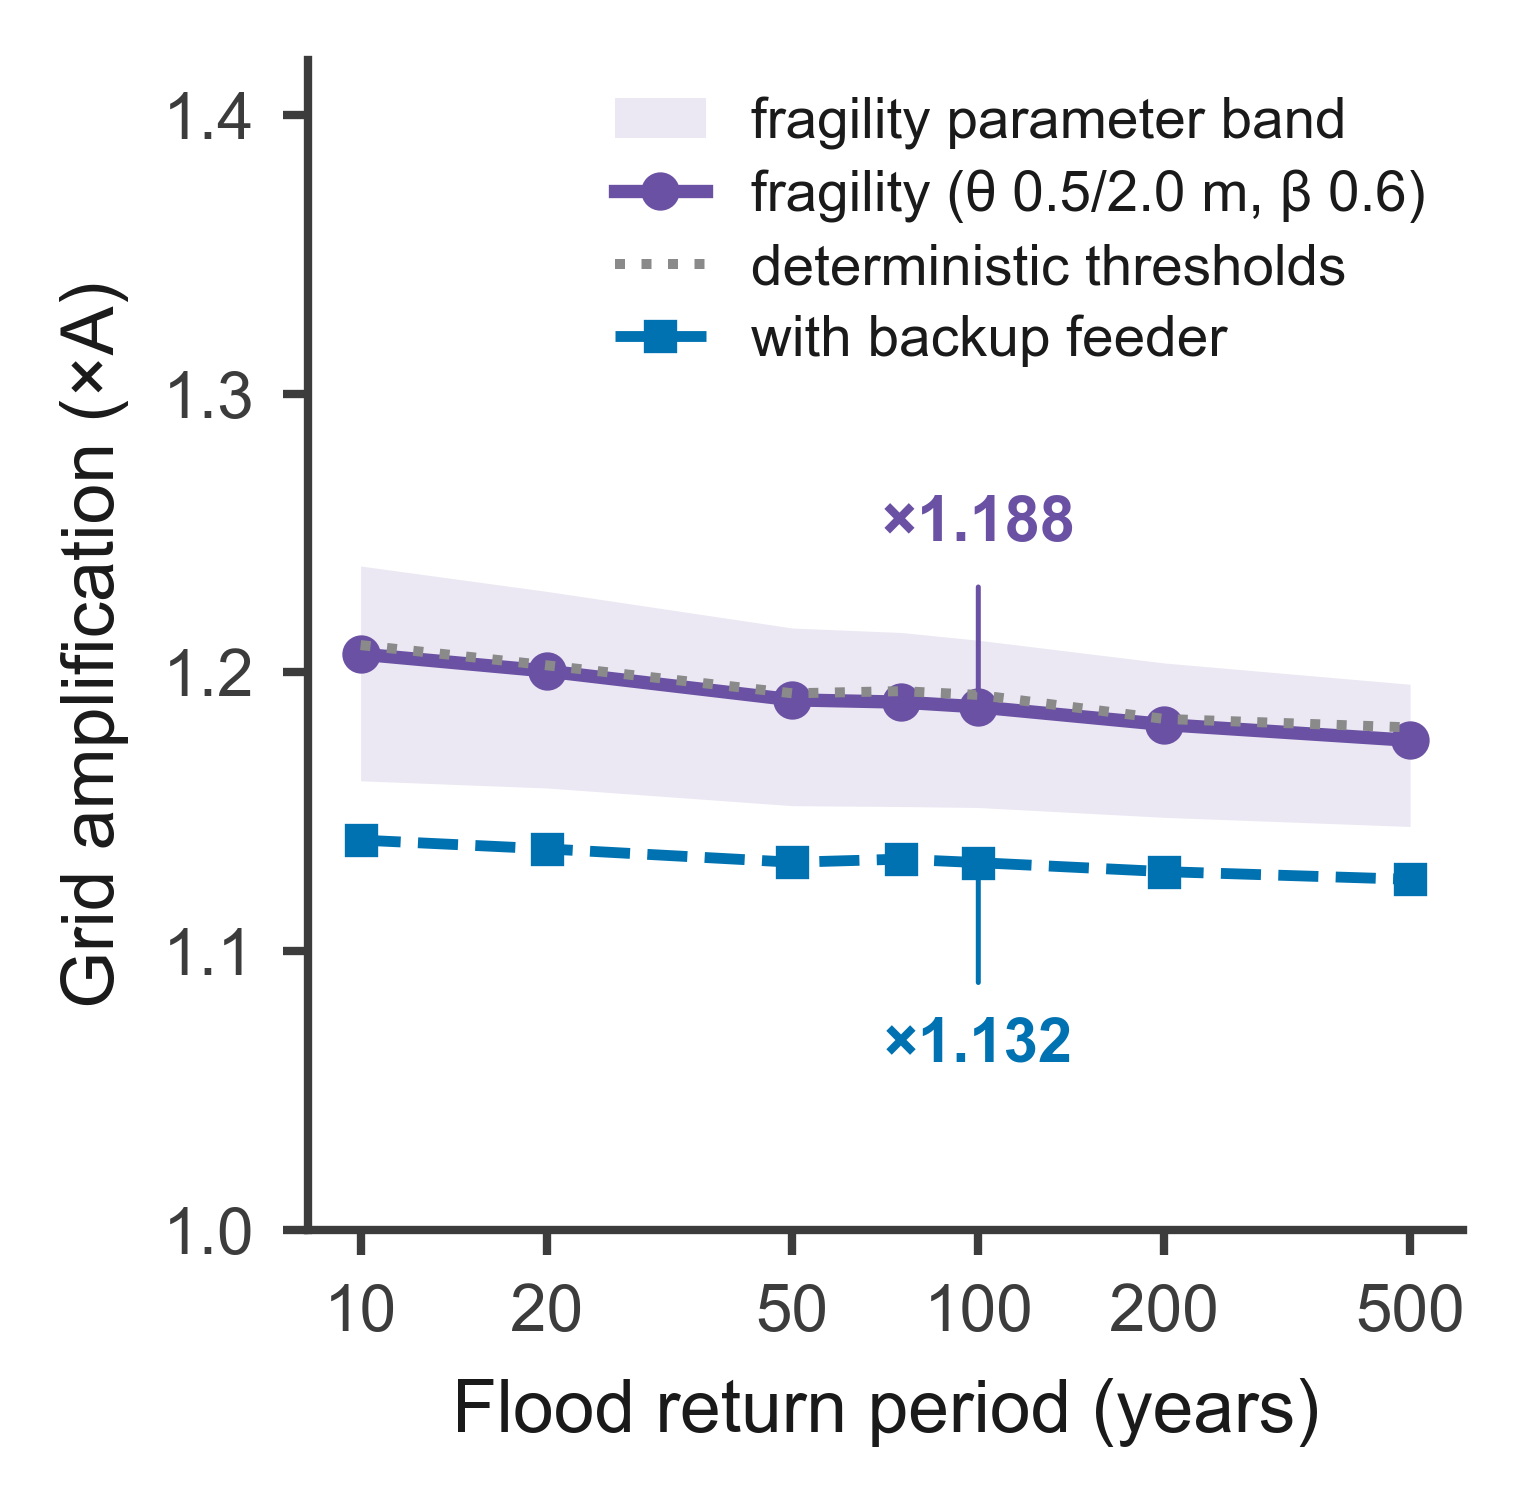 1.4
1.3
1.2
1.1
1.0
Grid amplification (×A)
fragility parameter band
fragility (θ 0.5/2.0 m, β 0.6)
deterministic thresholds
with backup feeder
×1.188
×1.132
10 20 50 100 200 500
Flood return period (years)